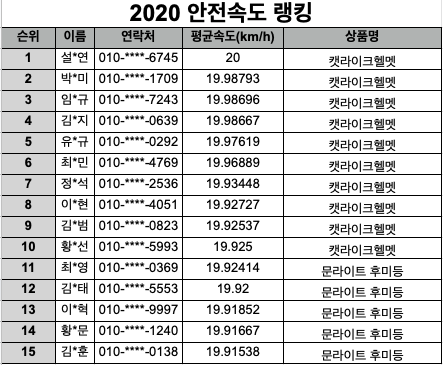 2020 안전속도 랭킹
순위 이름 연락처 평균속도(km/h) 상품명
1 설*연 010-****-6745 20 캣라이크헬멧
2 박*미 010-****-1709 19.98793 캣라이크헬멧
3 임*규 010-****-7243 19.98696 캣라이크헬멧
4 김*지 010-****-0639 19.98667 캣라이크헬멧
5 유*규 010-****-0292 19.97619 캣라이크헬멧
6 최*민 010-****-4769 19.96889 캣라이크헬멧
7 정*석 010-****-2536 19.93448 캣라이크헬멧
8 이*현 010-****-4051 19.92727 캣라이크헬멧
9 김*범 010-****-0823 19.92537 캣라이크헬멧
10 황*선 010-****-5993 19.925 캣라이크헬멧
11 최*영 010-****-0369 19.92414 문라이트 후미등
12 김*태 010-****-5553 19.92 문라이트 후미등
13 이*혁 010-****-9997 19.91852 문라이트 후미등
14 황*문 010-****-1240 19.91667 문라이트 후미등
15 김*훈 010-****-0138 19.91538 문라이트 후미등